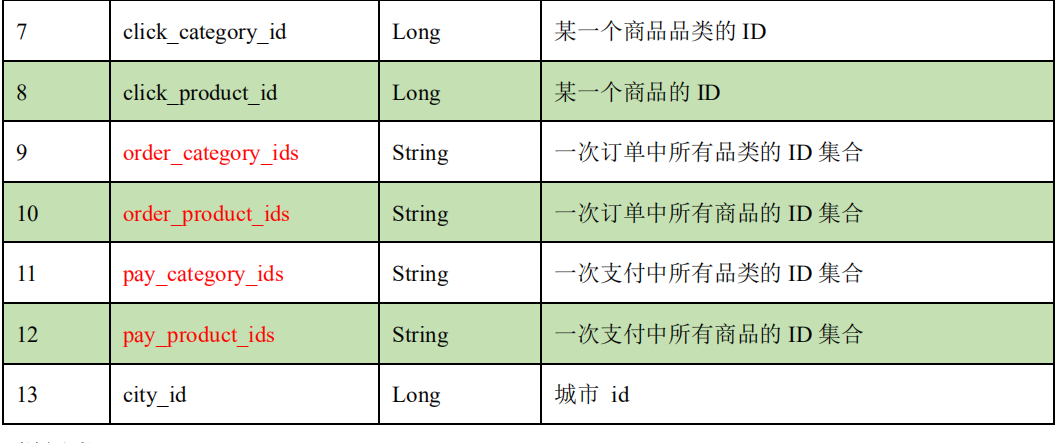 7 click_category_id Long 某一个商品品类的 ID
8 click_product_id Long 某一个商品的 ID
9 order_category_ids String 一次订单中所有品类的 ID 集合
10 order_product_ids String 一次订单中所有商品的 ID 集合
11 pay_category_ids String 一次支付中所有品类的 ID 集合
12 pay_product_ids String 一次支付中所有商品的 ID 集合
13 city_id Long 城市 id